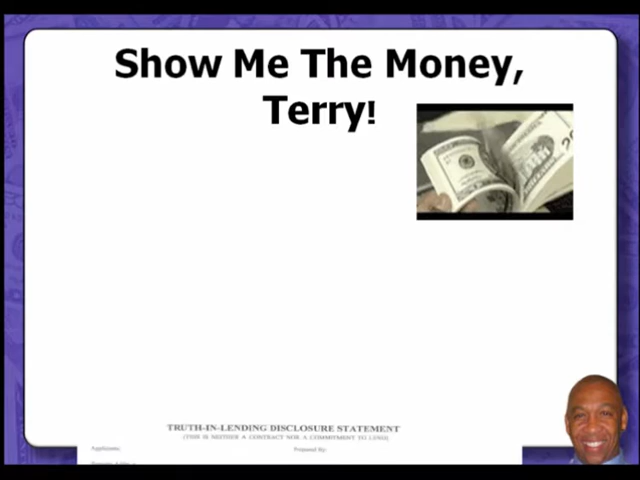 Show Me The Money,
Terry!
TRUTH-IN-LENDING DISCLOSURE STATEMENT
(THIS IS NEITHER A CONTRACT NOR A COMMITMENT TO LEND)
Applicants: Prepared By: